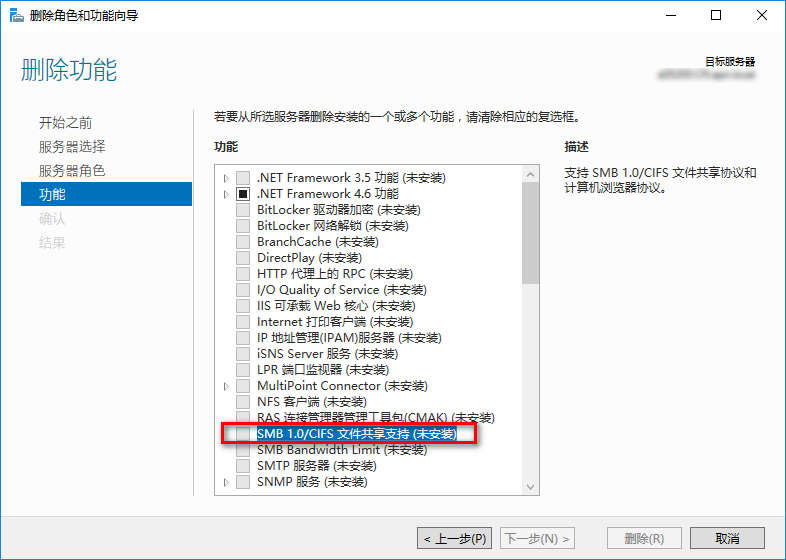 删除角色和功能向导
删除功能
目标服务器
开始之前
服务器选择
服务器角色
功能
确认
结果
若要从所选服务器删除安装的一个或多个功能，请清除相应的复选框。
功能
.NET Framework 3.5 功能 (未安装)
.NET Framework 4.6 功能
BitLocker 驱动器加密 (未安装)
BitLocker 网络解锁 (未安装)
BranchCache (未安装)
DirectPlay (未安装)
HTTP 代理上的 RPC (未安装)
I/O Quality of Service (未安装)
IIS 可承载 Web 核心 (未安装)
Internet 打印客户端 (未安装)
IP 地址管理(IPAM)服务器 (未安装)
iSNS Server 服务 (未安装)
LPR 端口监视器 (未安装)
MultiPoint Connector (未安装)
NFS 客户端 (未安装)
RAS 连接管理器管理工具包(CMAK) (未安装)
SMB 1.0/CIFS 文件共享支持 (未安装)
SMB Bandwidth Limit (未安装)
SMTP 服务器 (未安装)
SNMP 服务 (未安装)
描述
支持 SMB 1.0/CIFS 文件共享协议和
计算机浏览器协议。
< 上一步(P)
下一步(N) >
删除(R)
取消